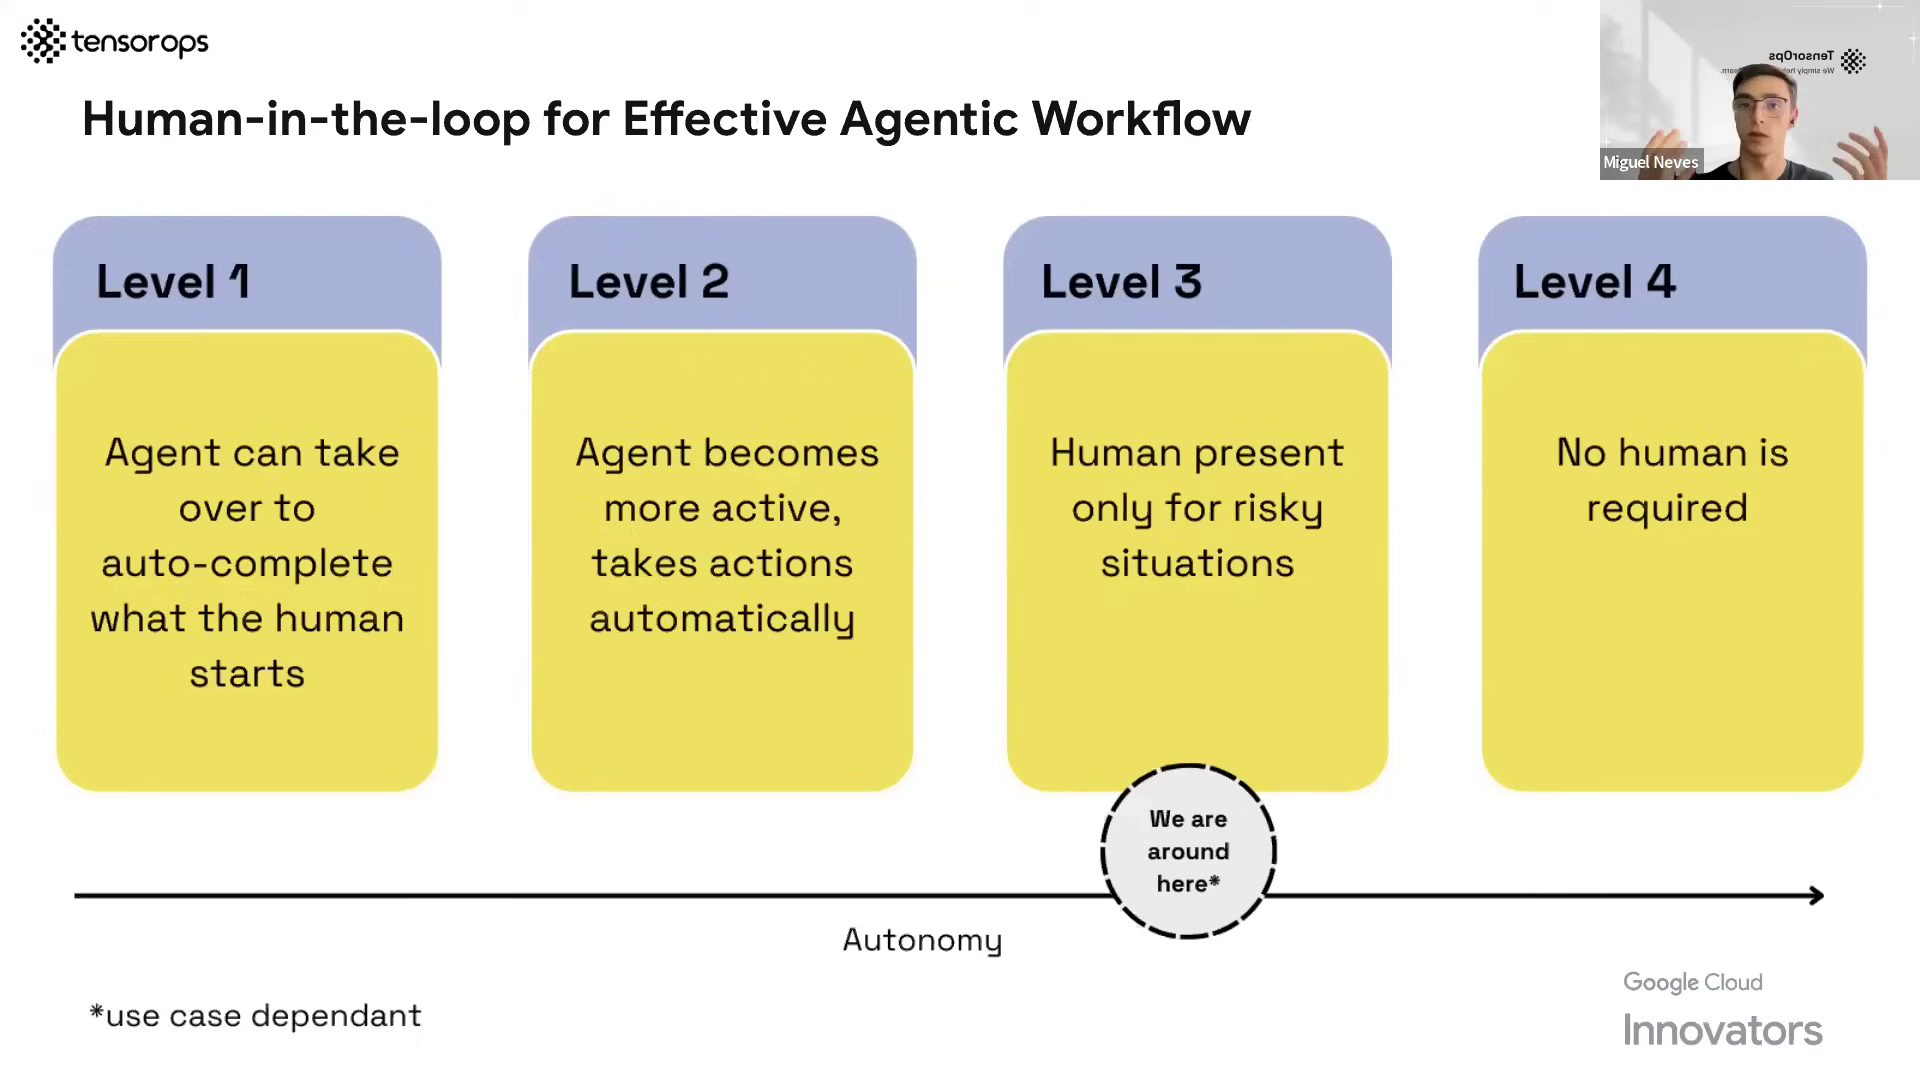 tensorops
Human-in-the-loop for Effective Agentic Workflow
TensorOps
Miguel Neves
Level 1
Agent can take
over to
auto-complete
what the human
starts
Level 2
Agent becomes
more active,
takes actions
automatically
Level 3
Human present
only for risky
situations
Level 4
No human is
required
We are
around
here*
Autonomy
*use case dependant
Google Cloud
Innovators